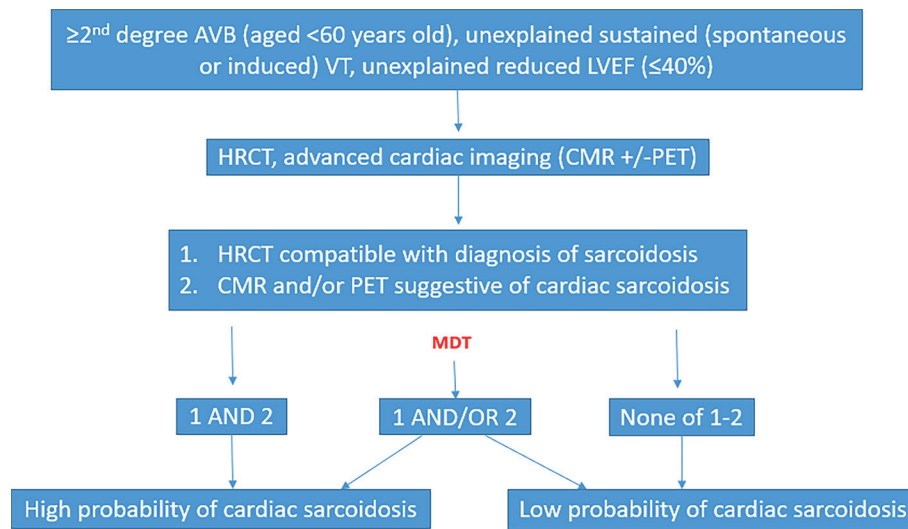 ≥2nd degree AVB (aged <60 years old), unexplained sustained (spontaneous
or induced) VT, unexplained reduced LVEF (≤40%)
HRCT, advanced cardiac imaging (CMR +/-PET)
1. HRCT compatible with diagnosis of sarcoidosis
2. CMR and/or PET suggestive of cardiac sarcoidosis
MDT
1 AND 2
1 AND/OR 2
None of 1-2
High probability of cardiac sarcoidosis
Low probability of cardiac sarcoidosis